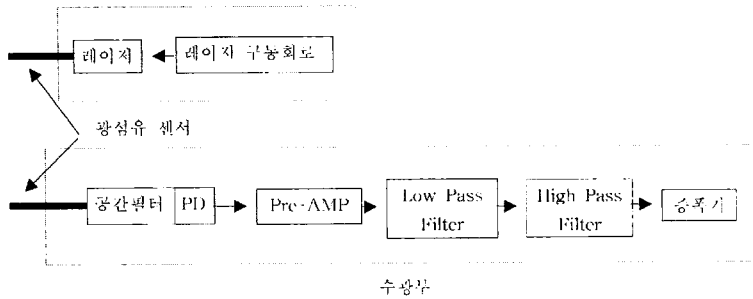 레이저
레이저 구동회로
광섬유 센서
공간필터
PD
Pre-AMP
Low Pass
Filter
High Pass
Filter
증폭기
수광부